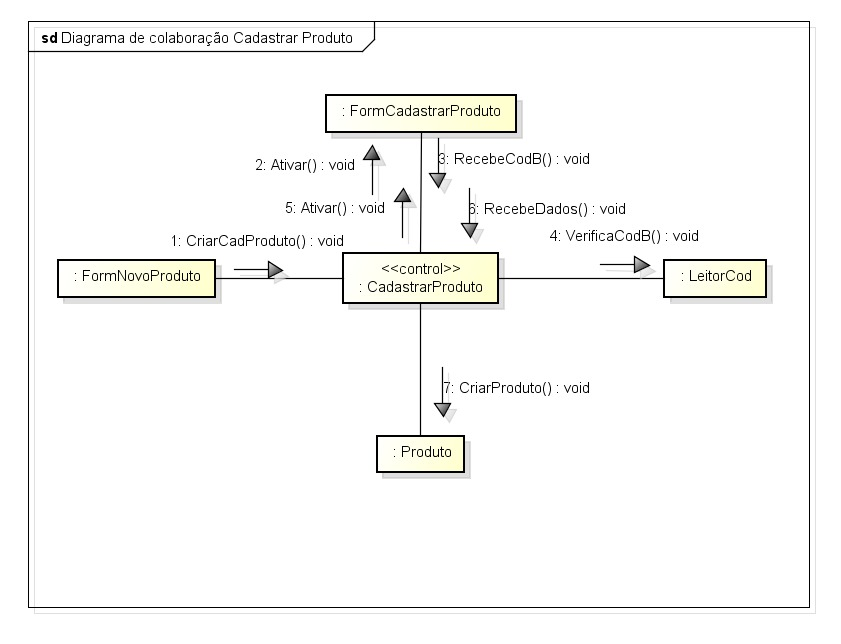 sd Diagrama de colaboração Cadastrar Produto
: FormCadastrarProduto
2: Ativar() : void
3: RecebeCodB() : void
5: Ativar() : void
6: RecebeDados() : void
1: CriarCadProduto() : void
4: VerificaCodB() : void
: FormNovoProduto
<<control>>
: CadastrarProduto
: LeitorCod
7: CriarProduto() : void
: Produto